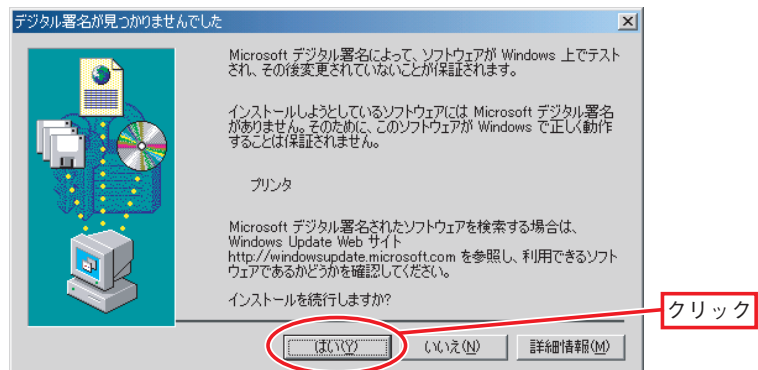 デジタル署名が見つかりませんでした
Microsoft デジタル署名によって、ソフトウェアが Windows 上でテスト
され、その後変更されていないことが保証されます。
インストールしようとしているソフトウェアには Microsoft デジタル署名
がありません。そのために、このソフトウェアが Windows で正しく動作
することは保証されません。
プリンタ
Microsoft デジタル署名されたソフトウェアを検索する場合は、
Windows Update Web サイト
http://windowsupdate.microsoft.com を参照し、利用できるソフト
ウェアであるかどうかを確認してください。
インストールを続行しますか?
クリック
はい(Y) いいえ(N) 詳細情報(M)